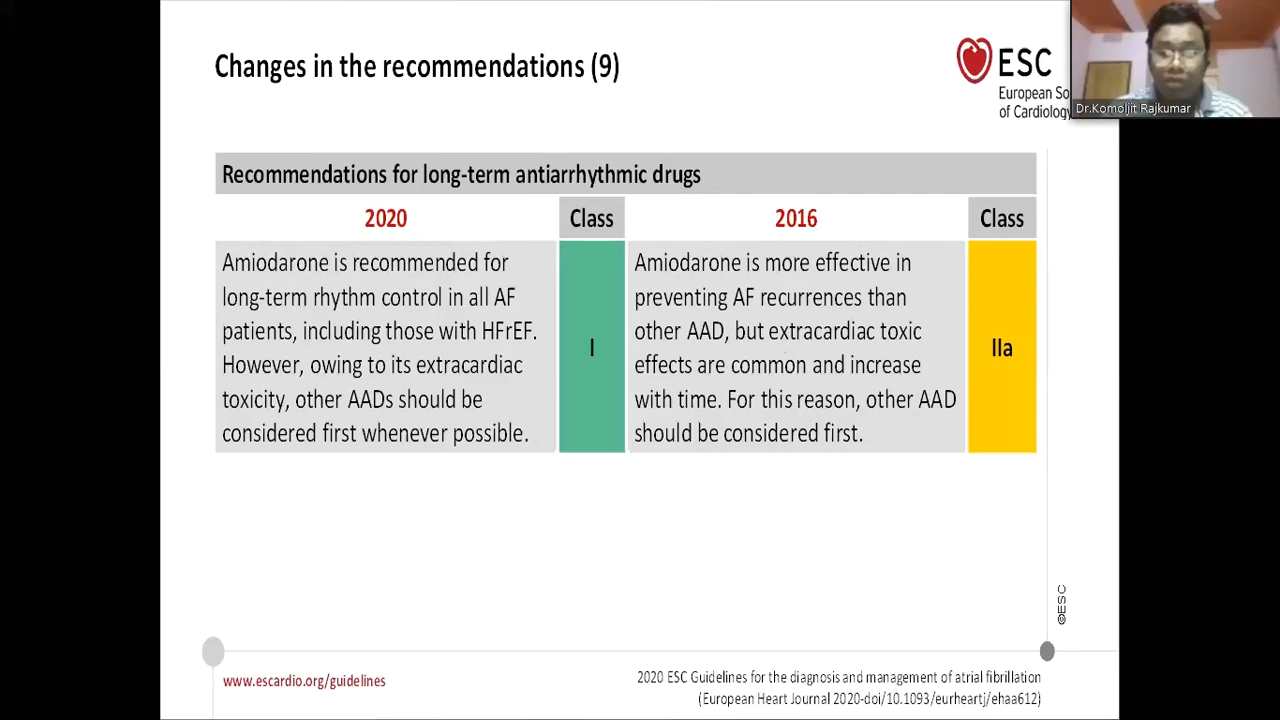 Changes in the recommendations (9)
ESC
European So
of Cardiology
Dr.Komoljit Rajkumar
Recommendations for long-term antiarrhythmic drugs
2020
Class
2016
Class
Amiodarone is recommended for
long-term rhythm control in all AF
patients, including those with HFrEF.
However, owing to its extracardiac
toxicity, other AADs should be
considered first whenever possible.
I
Amiodarone is more effective in
preventing AF recurrences than
other AAD, but extracardiac toxic
effects are common and increase
with time. For this reason, other AAD
should be considered first.
IIa
©ESC
www.escardio.org/guidelines
2020 ESC Guidelines for the diagnosis and management of atrial fibrillation
(European Heart Journal 2020-doi/10.1093/eurheartj/ehaa612)